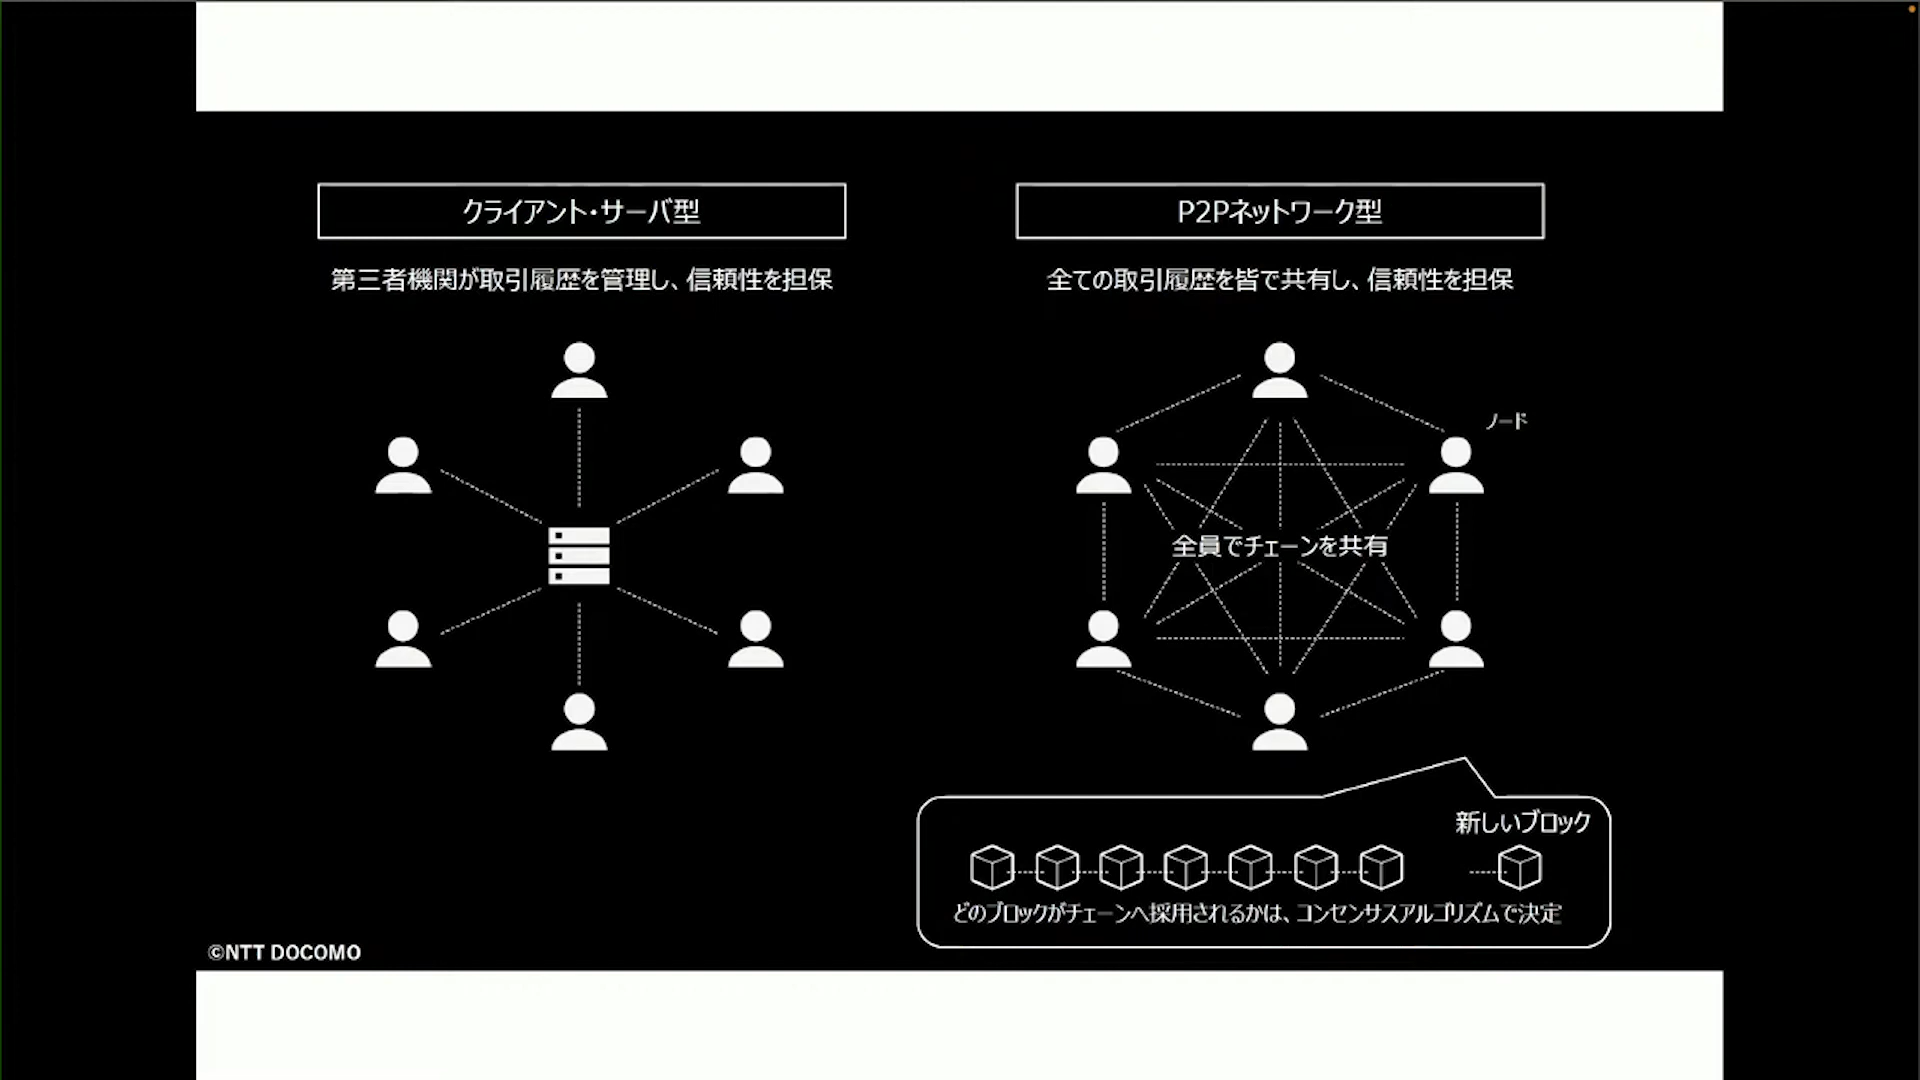 クライアント・サーバ型
第三者機関が取引履歴を管理し、信頼性を担保
P2Pネットワーク型
全ての取引履歴を皆で共有し、信頼性を担保
ノード
全員でチェーンを共有
新しいブロック
どのブロックがチェーンへ採用されるかは、コンセンサスアルゴリズムで決定
©NTT DOCOMO